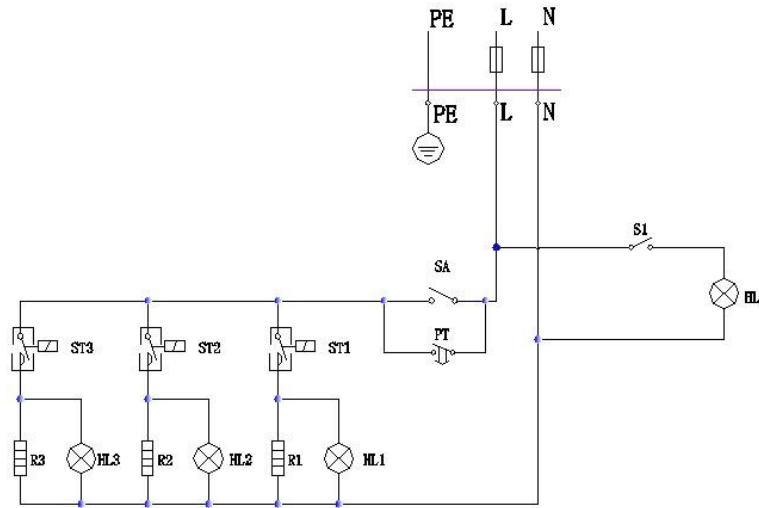 PE L N
PE L N
S1
SA
HL
PT
ST3 ST2 ST1
R3 HL3 R2 HL2 R1 HL1